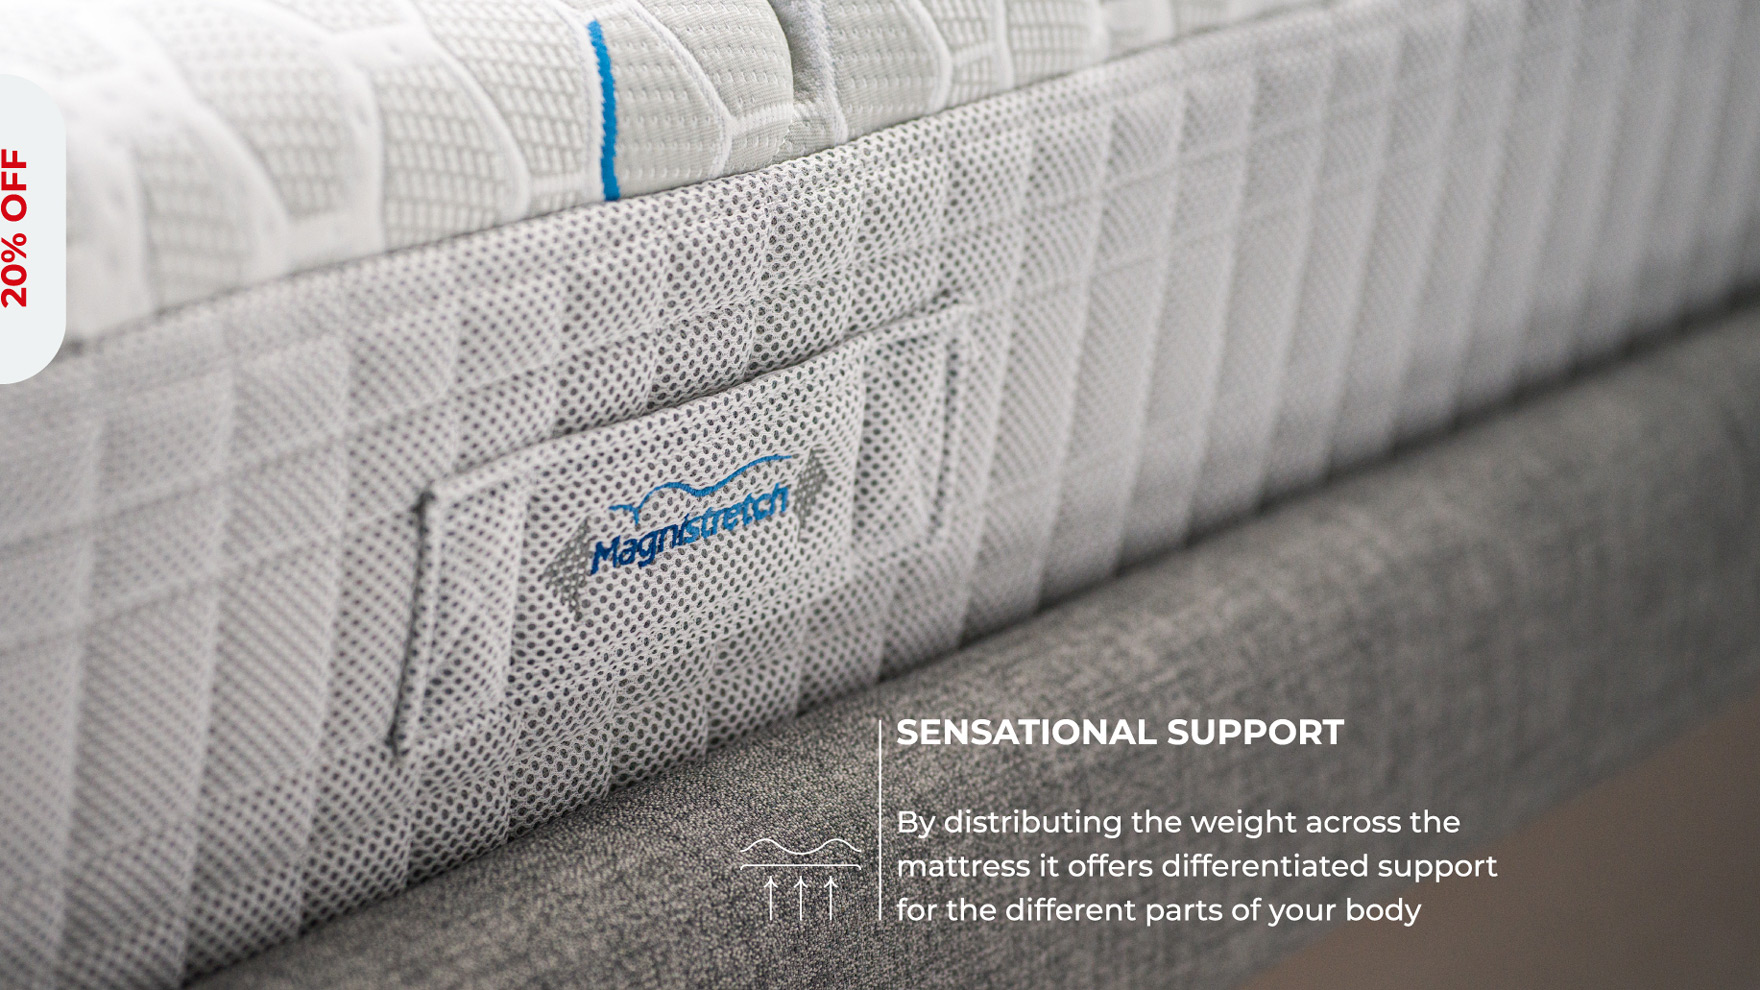 20% OFF
Magnistretch
SENSATIONAL SUPPORT
By distributing the weight across the
mattress it offers differentiated support
for the different parts of your body